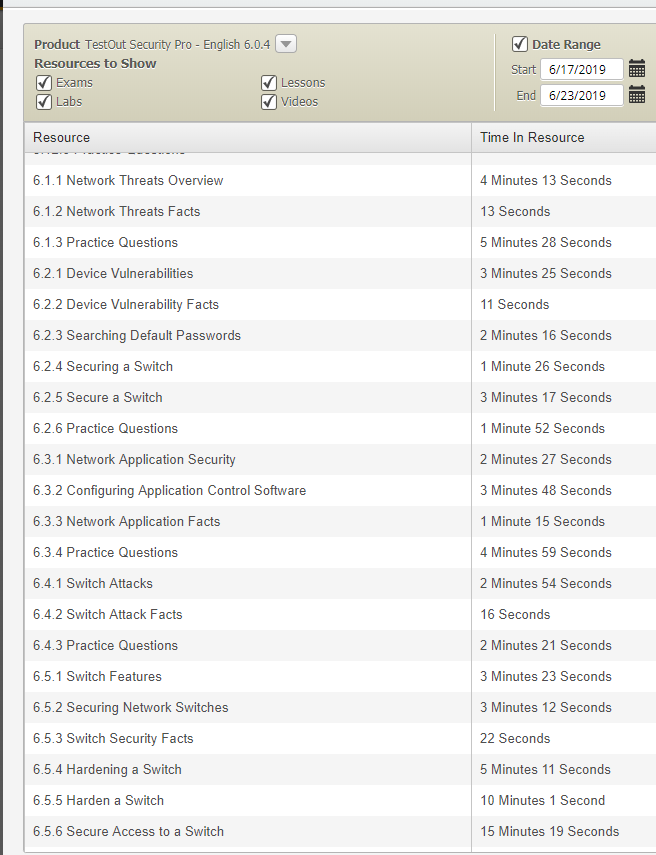 Product TestOut Security Pro - English 6.0.4
Date Range
Resources to Show
Start 6/17/2019
Exams
Lessons
Labs
Videos
End 6/23/2019
Resource Time In Resource
Practice Questions
6.1.1 Network Threats Overview 4 Minutes 13 Seconds
6.1.2 Network Threats Facts 13 Seconds
6.1.3 Practice Questions 5 Minutes 28 Seconds
6.2.1 Device Vulnerabilities 3 Minutes 25 Seconds
6.2.2 Device Vulnerability Facts 11 Seconds
6.2.3 Searching Default Passwords 2 Minutes 16 Seconds
6.2.4 Securing a Switch 1 Minute 26 Seconds
6.2.5 Secure a Switch 3 Minutes 17 Seconds
6.2.6 Practice Questions 1 Minute 52 Seconds
6.3.1 Network Application Security 2 Minutes 27 Seconds
6.3.2 Configuring Application Control Software 3 Minutes 48 Seconds
6.3.3 Network Application Facts 1 Minute 15 Seconds
6.3.4 Practice Questions 4 Minutes 59 Seconds
6.4.1 Switch Attacks 2 Minutes 54 Seconds
6.4.2 Switch Attack Facts 16 Seconds
6.4.3 Practice Questions 2 Minutes 21 Seconds
6.5.1 Switch Features 3 Minutes 23 Seconds
6.5.2 Securing Network Switches 3 Minutes 12 Seconds
6.5.3 Switch Security Facts 22 Seconds
6.5.4 Hardening a Switch 5 Minutes 11 Seconds
6.5.5 Harden a Switch 10 Minutes 1 Second
6.5.6 Secure Access to a Switch 15 Minutes 19 Seconds